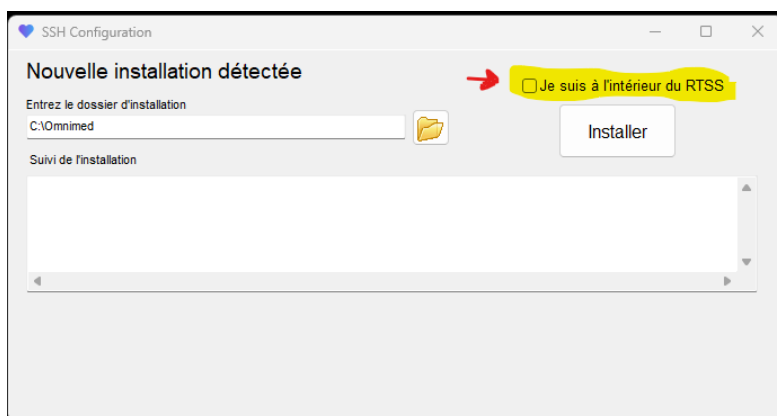 SSH Configuration
Nouvelle installation détectée
Je suis à l'intérieur du RTSS
Entrez le dossier d'installation
C:\Omnimed
Installer
Suivi de l'installation